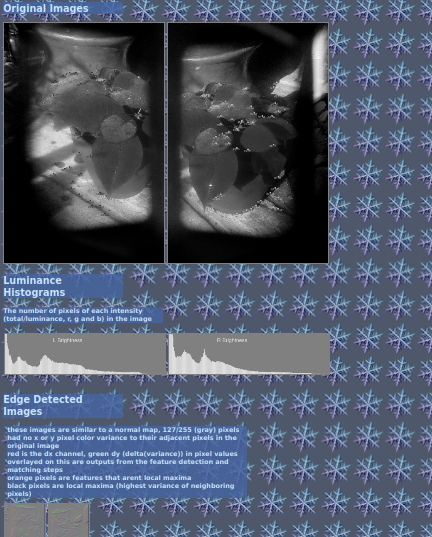 Original Images
Luminance
Histograms
The number of pixels of each intensity
(total/luminance, r, g and b) in the image
L Brightness
R Brightness
Edge Detected
Images
these images are similar to a normal map, 127/255 (gray) pixels
had no x or y pixel color variance to their adjacent pixels in the
original image
red is the dx channel, green dy (delta(variance)) in pixel values
overlayed on this are outputs from the feature detection and
matching steps
orange pixels are features that arent local maxima
black pixels are local maxima (highest variance of neighboring
pixels)